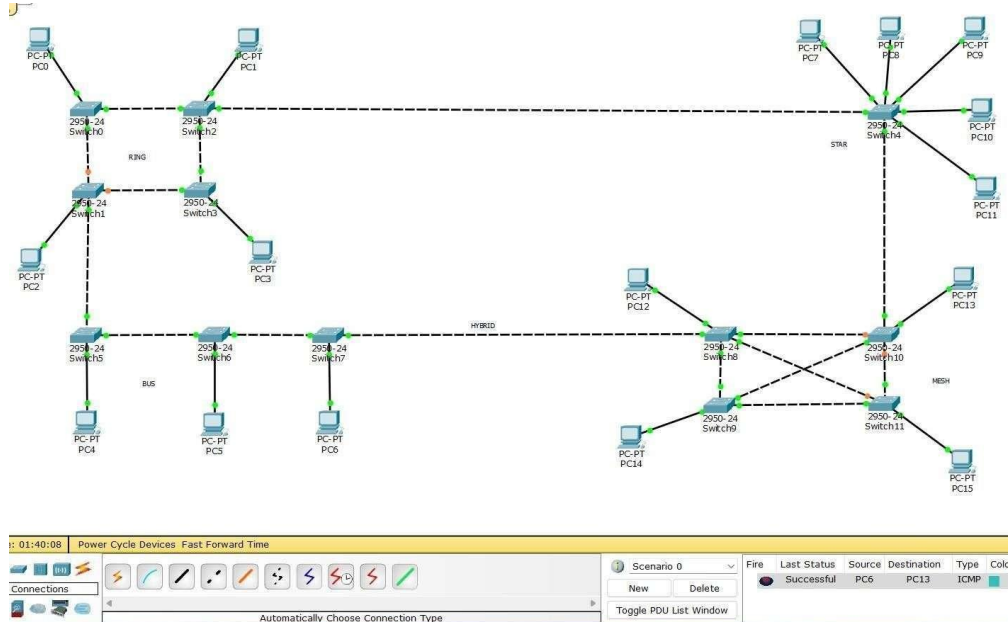 PC-PT
PC0
PC-PT
PC1
PC-PT
PC7
PC-PT
PC8
PC-PT
PC9
2950-24
Switch0
2950-24
Switch2
2950-24
Switch4
PC-PT
PC10
STAR
RING
2950-24
Switch1
2950-24
Switch3
PC-PT
PC11
PC-PT
PC2
PC-PT
PC3
PC-PT
PC12
PC-PT
PC13
HYBRID
2950-24
Switch5
2950-24
Switch6
2950-24
Switch7
2950-24
Switch8
2950-24
Switch10
BUS
MESH
2950-24
Switch9
2950-24
Switch11
PC-PT
PC4
PC-PT
PC5
PC-PT
PC6
PC-PT
PC14
PC-PT
PC15
e: 01:40:08 Power Cycle Devices Fast Forward Time
Connections
Automatically Choose Connection Type
Scenario 0
New Delete
Toggle PDU List Window
Fire Last Status Source Destination Type Colo
Successful PC6 PC13 ICMP